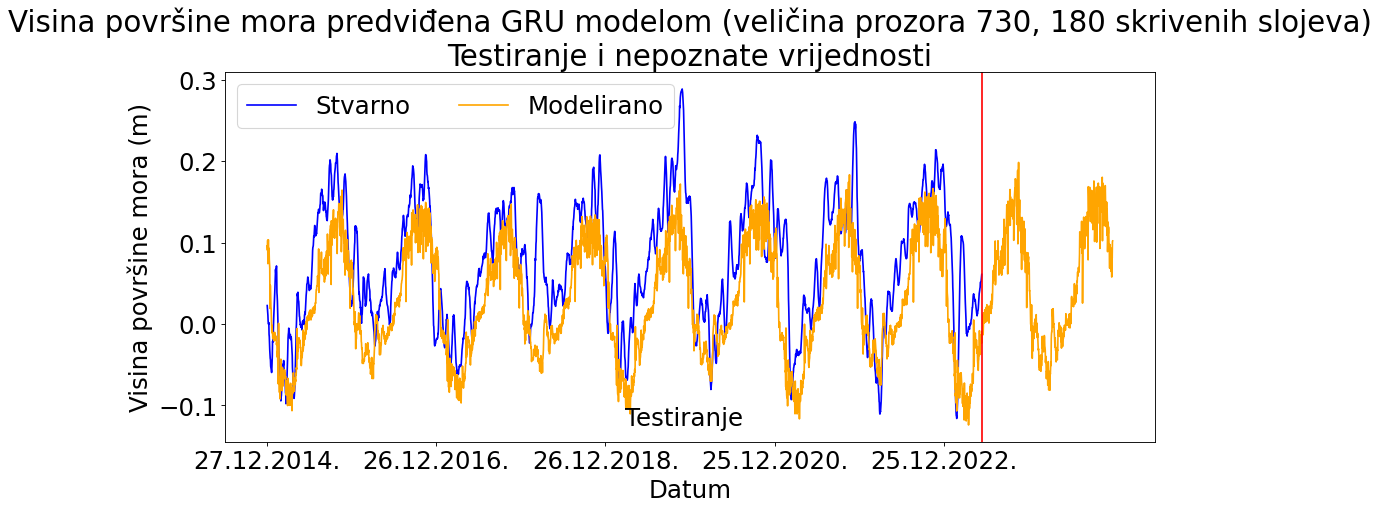 Visina površine mora predviđena GRU modelom (veličina prozora 730, 180 skrivenih slojeva)
Testiranje i nepoznate vrijednosti
Stvarno
Modelirano
Visina površine mora (m)
0.3
0.2
0.1
0.0
−0.1
Testiranje
27.12.2014.
26.12.2016.
26.12.2018.
25.12.2020.
25.12.2022.
Datum